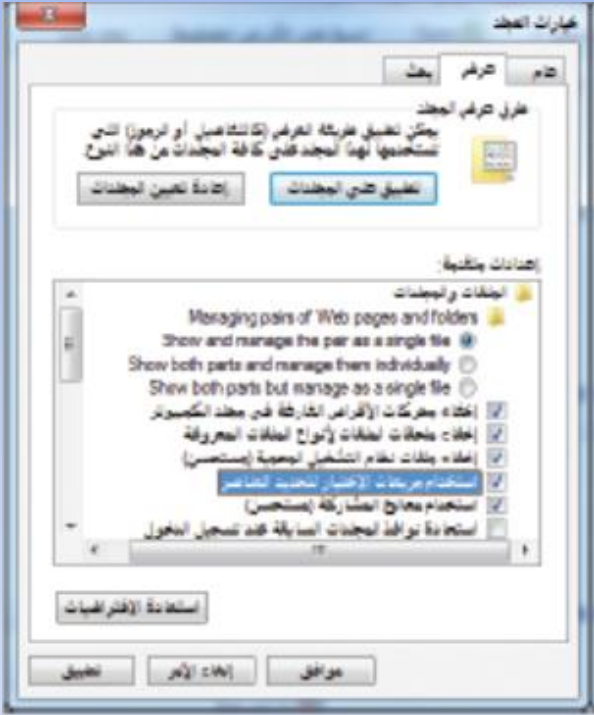 خيارات المجلد
عام
عرض
بحث
طرق عرض المجلد
يمكن تطبيق طريقة العرض (كالتفاصيل أو الرموز) التي
تستخدمها لهذا المجلد على كافة المجلدات من هذا النوع.
تطبيق على المجلدات
إعادة تعيين المجلدات
إعدادات متقدمة:
الملفات والمجلدات
Managing pairs of Web pages and folders
Show and manage the pair as a single file
Show both parts and manage them individually
Show both parts but manage as a single file
إخفاء محركات الأقراص الفارغة في مجلد الكمبيوتر
إخفاء ملحقات الملفات لأنواع الملفات المعروفة
إخفاء ملفات نظام التشغيل المحمية (مستحسن)
استخدام مربعات الاختيار لتحديد العناصر
استخدام معالج المشاركة (مستحسن)
استعادة نوافذ المجلدات السابقة عند تسجيل الدخول
استعادة الافتراضيات
موافق
إلغاء الأمر
تطبيق